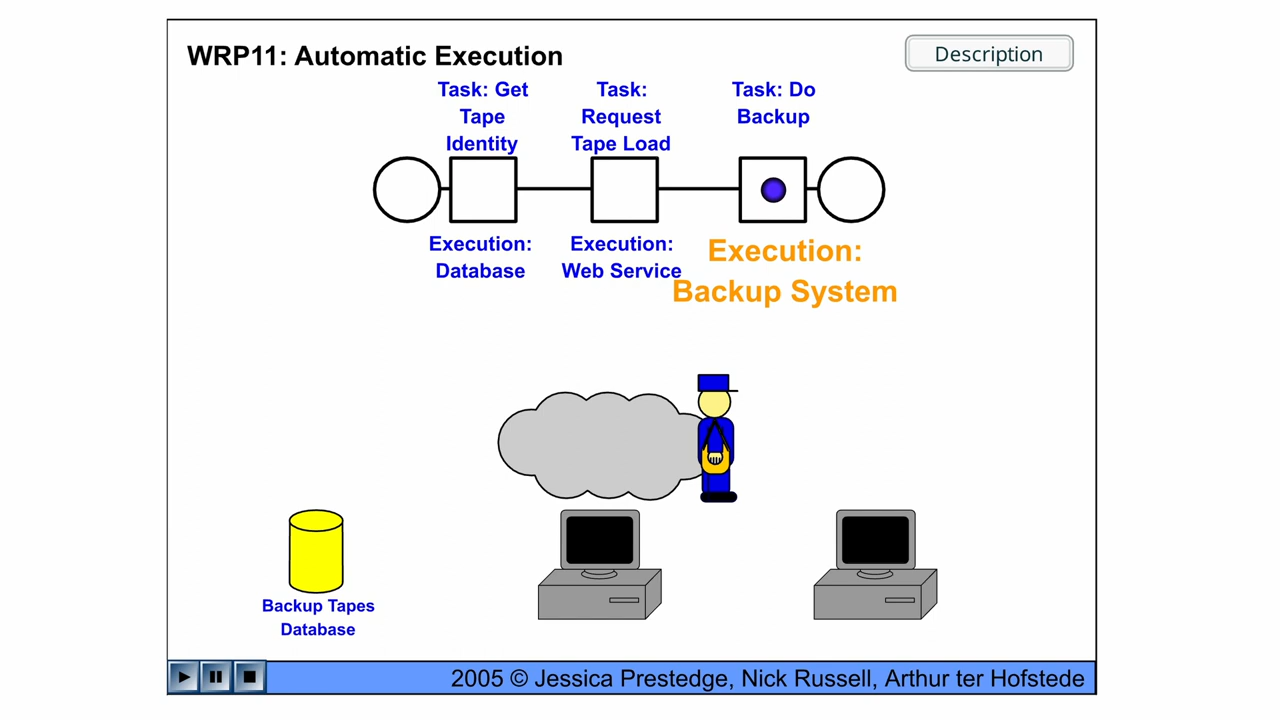 WRP11: Automatic Execution
Description
Task: Get
Tape
Identity
Task:
Request
Tape Load
Task: Do
Backup
Execution:
Database
Execution:
Web Service
Execution:
Backup System
Backup Tapes
Database
2005 © Jessica Prestedge, Nick Russell, Arthur ter Hofstede